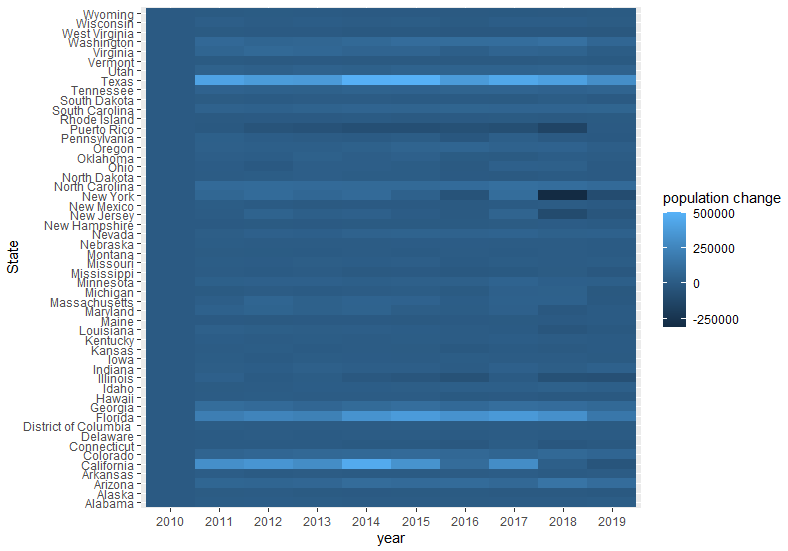 Wyoming
Wisconsin
West Virginia
Washington
Virginia
Vermont
Utah
Texas
Tennessee
South Dakota
South Carolina
Rhode Island
Puerto Rico
Pennsylvania
Oregon
Oklahoma
Ohio
North Dakota
North Carolina
New York
New Mexico
New Jersey
New Hampshire
Nevada
Nebraska
Montana
Missouri
Mississippi
Minnesota
Michigan
Massachusetts
Maryland
Maine
Louisiana
Kentucky
Kansas
Iowa
Indiana
Illinois
Idaho
Hawaii
Georgia
Florida
District of Columbia
Delaware
Connecticut
Colorado
California
Arkansas
Arizona
Alaska
Alabama
State
2010 2011 2012 2013 2014 2015 2016 2017 2018 2019
year
population change
500000
250000
0
-250000